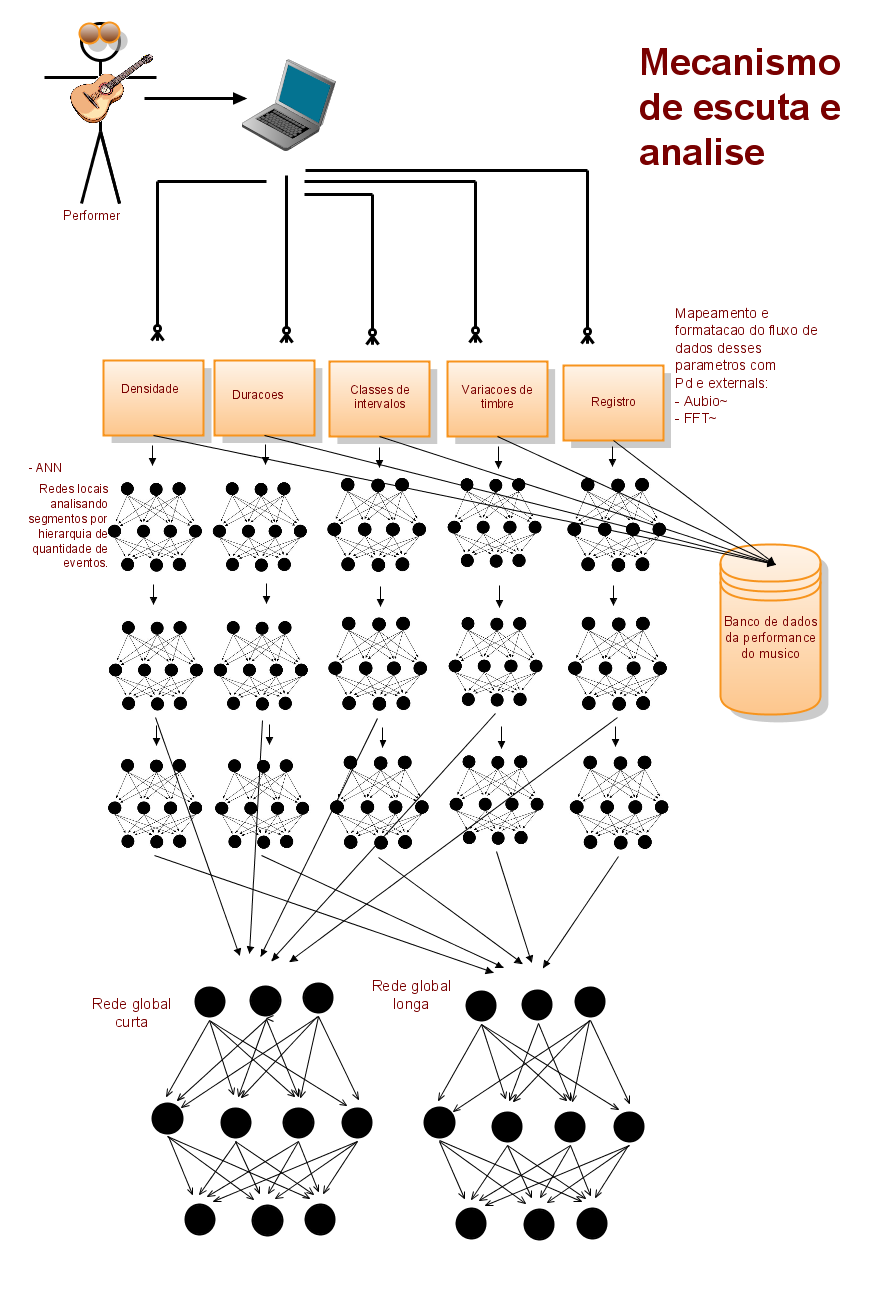 Mecanismo
de escuta e
analise
Performer
Mapeamento e
formatacao do fluxo de
dados desses
parametros com
Pd e externals:
- Aubio~
- FFT~
Densidade
Duracoes
Classes de
intervalos
Variacoes de
timbre
Registro
- ANN
Redes locais
analisando
segmentos por
hierarquia de
quantidade de
eventos.
Banco de dados
da performance
do musico
Rede global
curta
Rede global
longa